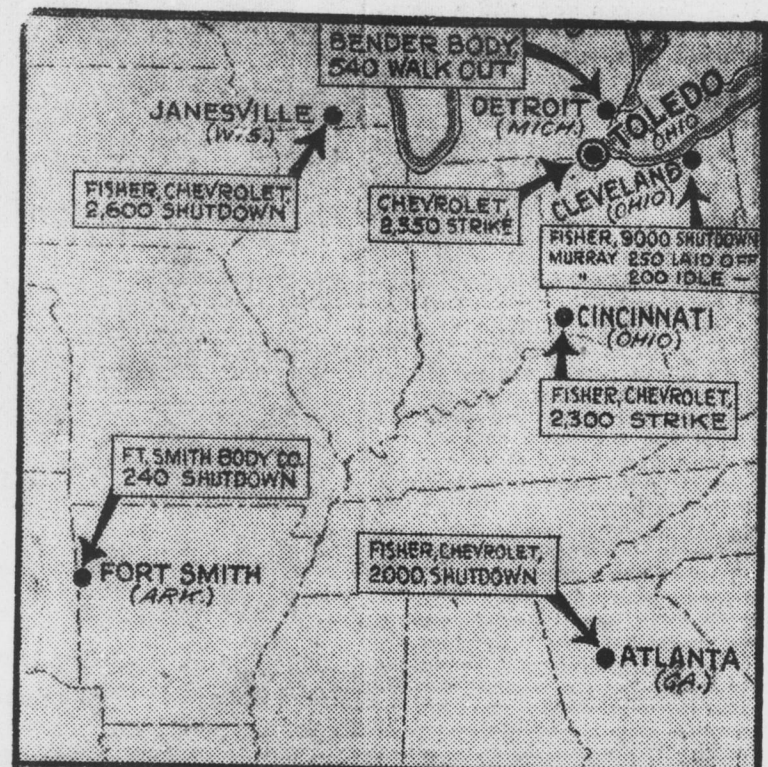 BENDER BODY,
540 WALK OUT
JANESVILLE
(W.S.)
DETROIT
(MICH.)
TOLEDO
OHIO
FISHER, CHEVROLET,
2,600 SHUTDOWN
CHEVROLET,
2,350 STRIKE
CLEVELAND
(OHIO)
FISHER, 9000 SHUTDOWN
MURRAY 250 LAID OFF
" 200 IDLE —
CINCINNATI
(OHIO)
FISHER, CHEVROLET,
2,300 STRIKE
FT. SMITH BODY CO.
240 SHUTDOWN
FORT SMITH
(ARK.)
FISHER, CHEVROLET,
2000, SHUTDOWN
ATLANTA
(GA.)